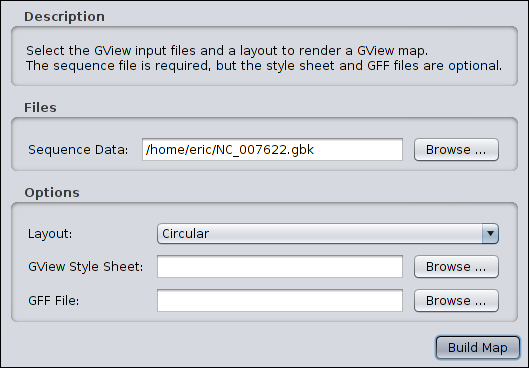 Description
Select the GView input files and a layout to render a GView map.
The sequence file is required, but the style sheet and GFF files are optional.
Files
Sequence Data: /home/eric/NC_007622.gbk Browse ...
Options
Layout: Circular
GView Style Sheet: Browse ...
GFF File: Browse ...
Build Map